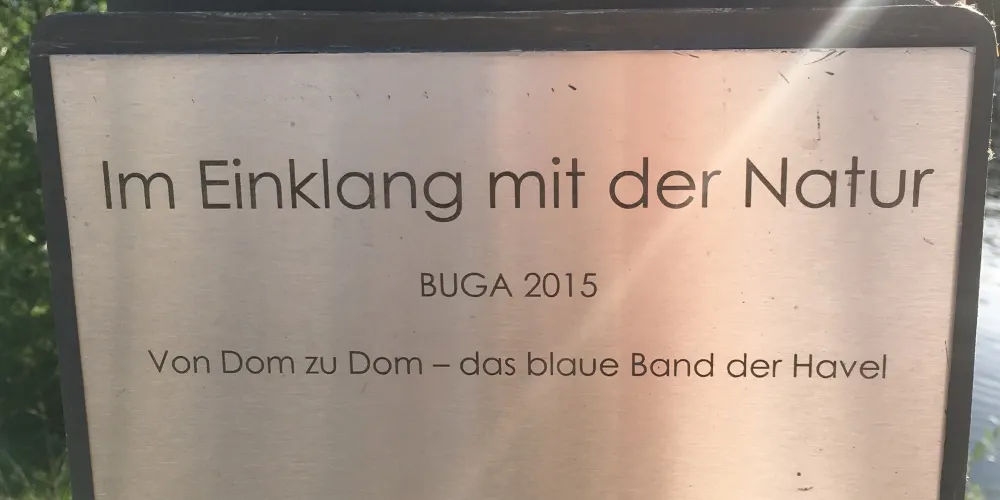 Im Einklang mit der Natur
BUGA 2015
Von Dom zu Dom – das blaue Band der Havel